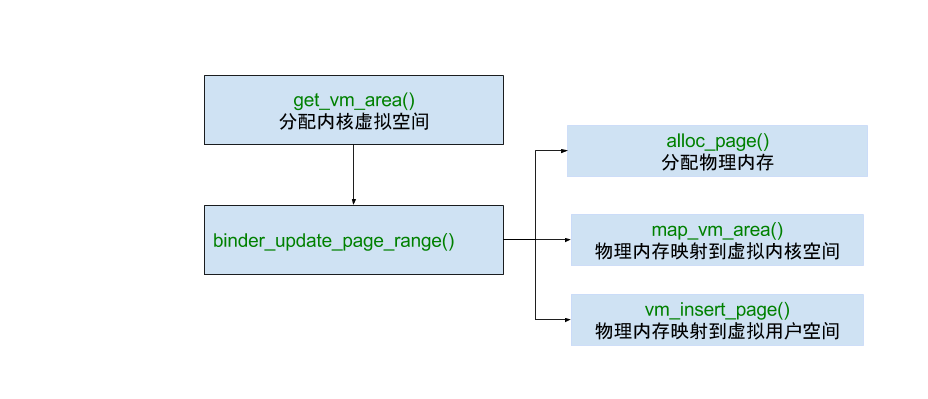 get_vm_area()
分配内核虚拟空间
binder_update_page_range()
alloc_page()
分配物理内存
map_vm_area()
物理内存映射到虚拟内核空间
vm_insert_page()
物理内存映射到虚拟用户空间